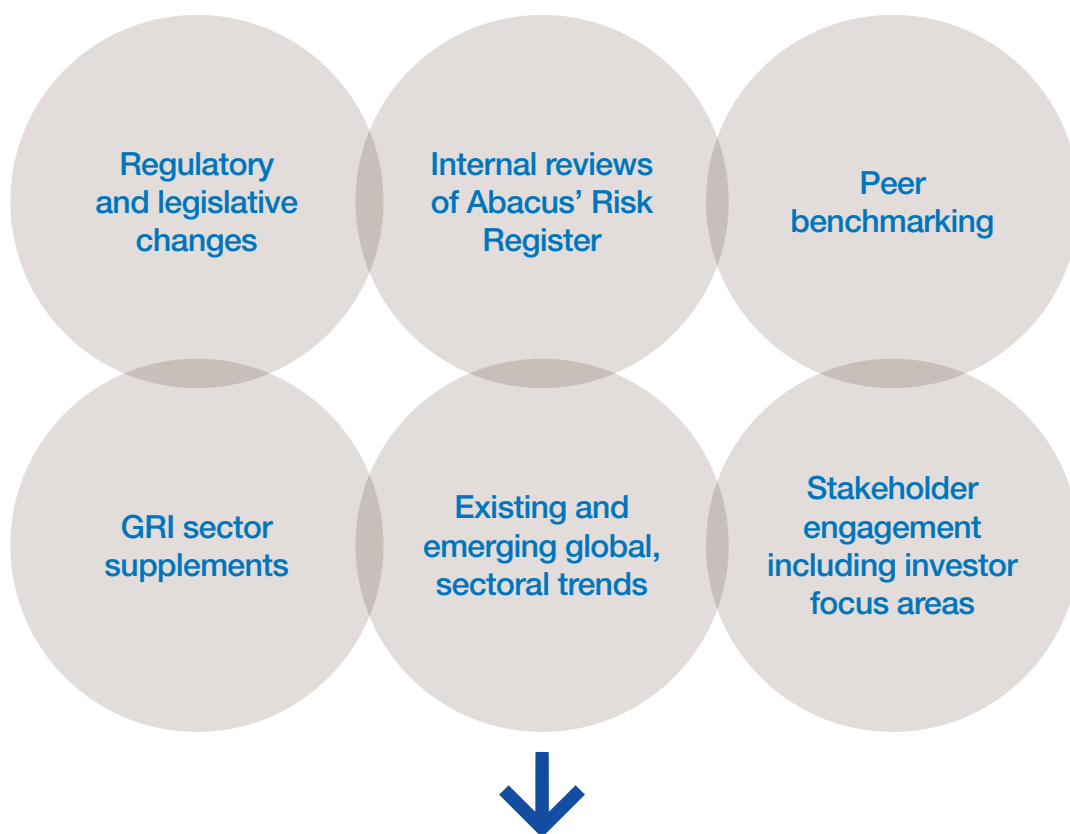 Regulatory
and legislative
changes
Internal reviews
of Abacus’ Risk
Register
Peer
benchmarking
GRI sector
supplements
Existing and
emerging global,
sectoral trends
Stakeholder
engagement
including investor
focus areas